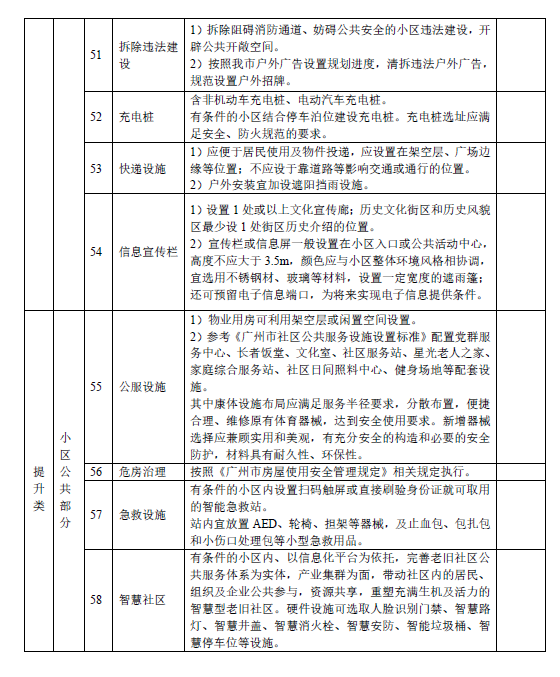 51
拆除违法建
设
1）拆除阻碍消防通道、妨碍公共安全的小区违法建设，开
辟公共开敞空间。
2）按照我市户外广告设置规划进度，清拆违法户外广告，
规范设置户外招牌。
52
充电桩
含非机动车充电桩、电动汽车充电桩。
有条件的小区结合停车泊位建设充电桩。充电桩选址应满
足安全、防火规范的要求。
53
快递设施
1）应便于居民使用及物件投递，应设置在架空层、广场边
缘等位置；不应设于靠道路等影响交通或通行的位置。
2）户外安装宜加设遮阳挡雨设施。
54
信息宣传栏
1）设置 1 处或以上文化宣传廊；历史文化街区和历史风貌
区最少设 1 处街区历史介绍的位置。
2）宣传栏或信息屏一般设置在小区入口或公共活动中心，
高度不应大于 3.5m，颜色应与小区整体环境风格相协调，
宜选用不锈钢材、玻璃等材料，设置一定宽度的遮雨篷；
还可预留电子信息端口，为将来实现电子信息提供条件。
提
升
类
小
区
公
共
部
分
55
公服设施
1）物业用房可利用架空层或闲置空间设置。
2）参考《广州市社区公共服务设施设置标准》配置党群服
务中心、长者饭堂、文化室、社区服务站、星光老人之家、
家庭综合服务站、社区日间照料中心、健身场地等配套设
施。
其中康体设施布局应满足服务半径要求，分散布置，便捷
合理、维修原有体育器械，达到安全使用要求。新增器械
选择应兼顾实用和美观，有充分安全的构造和必要的安全
防护，材料具有耐久性、环保性。
56
危房治理
按照《广州市房屋使用安全管理规定》相关规定执行。
57
急救设施
有条件的小区内设置扫码触屏或直接刷验身份证就可取用
的智能急救站。
站内宜放置 AED、轮椅、担架等器械，及止血包、包扎包
和小伤口处理包等小型急救用品。
58
智慧社区
有条件的小区内、以信息化平台为依托，完善老旧社区公
共服务体系为实体，产业集群为面，带动社区内的居民、
组织及企业公共参与，资源共享，重塑充满生机及活力的
智慧型老旧社区。硬件设施可选取人脸识别门禁、智慧路
灯、智慧井盖、智慧消火栓、智慧安防、智能垃圾桶、智
慧停车位等设施。